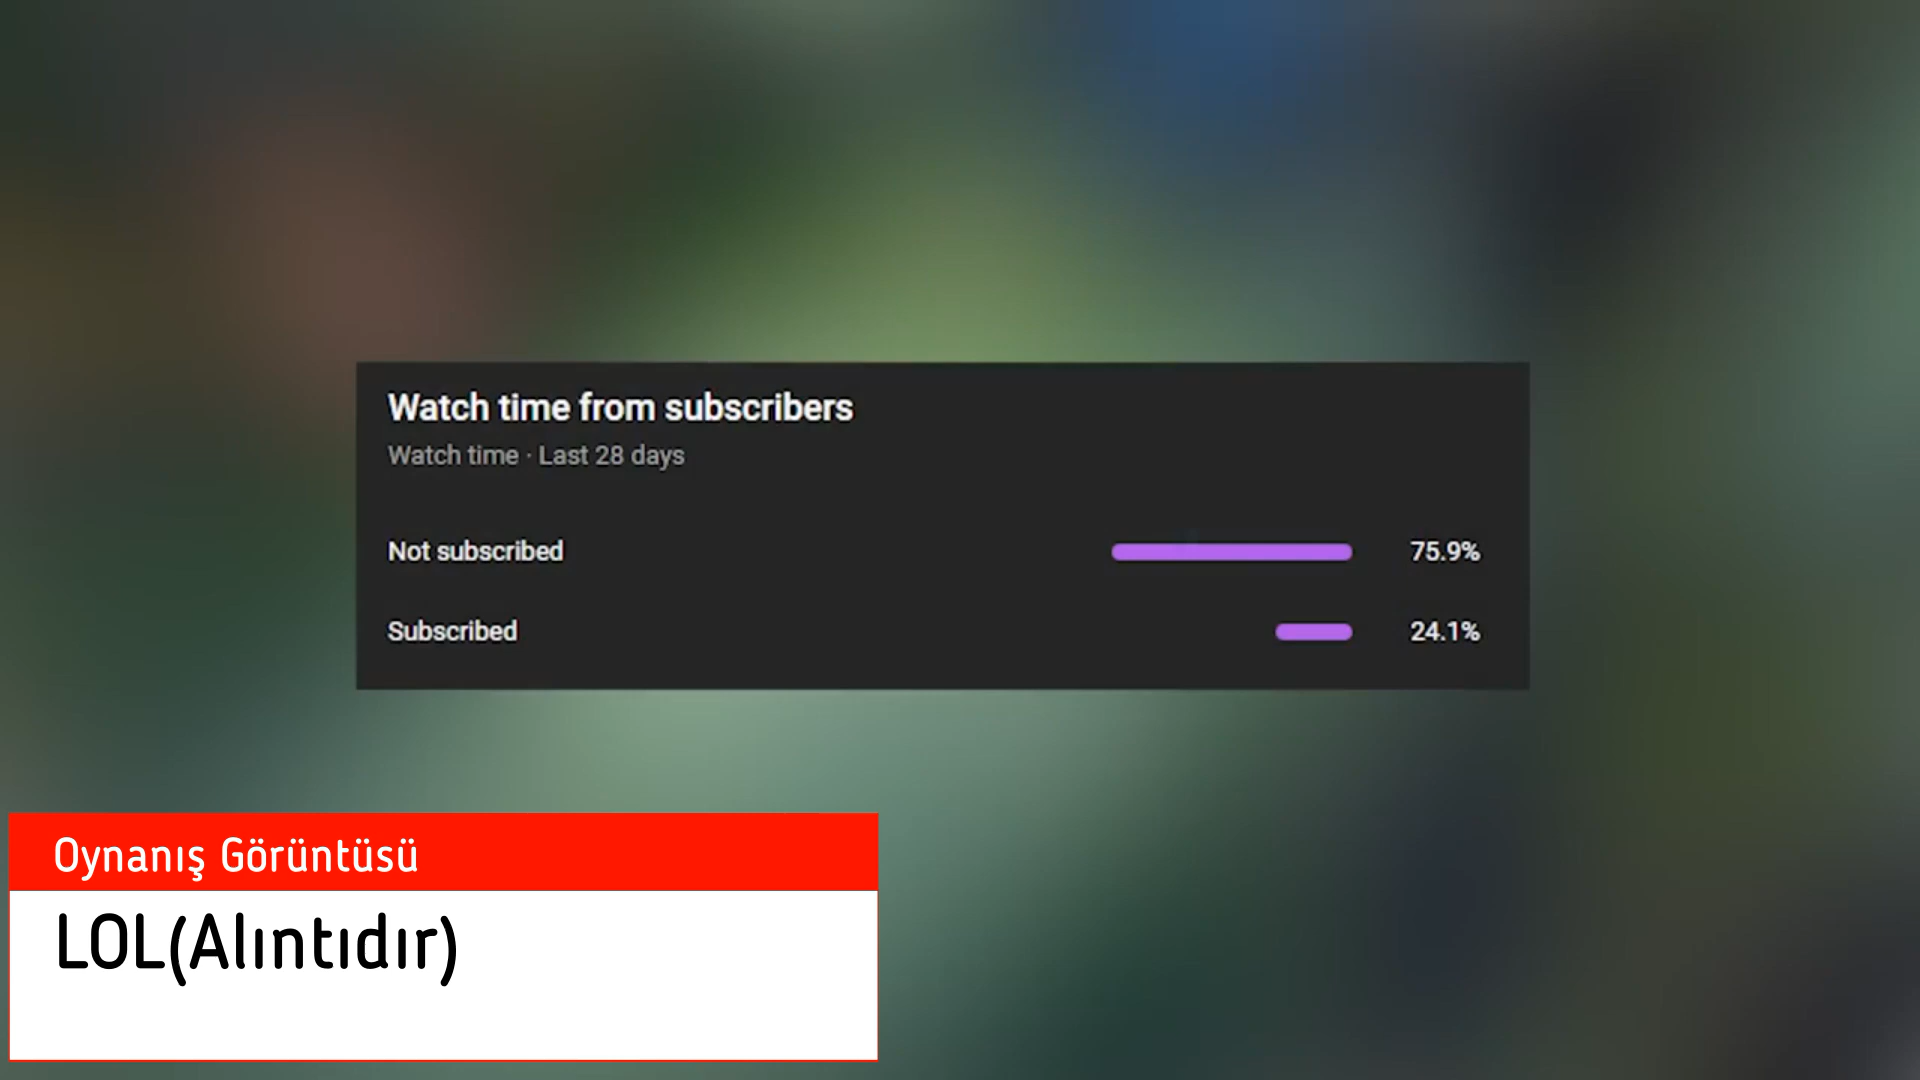 Watch time from subscribers
Watch time · Last 28 days
Not subscribed 75.9%
Subscribed 24.1%
Oynanış Görüntüsü
LOL(Alıntıdır)